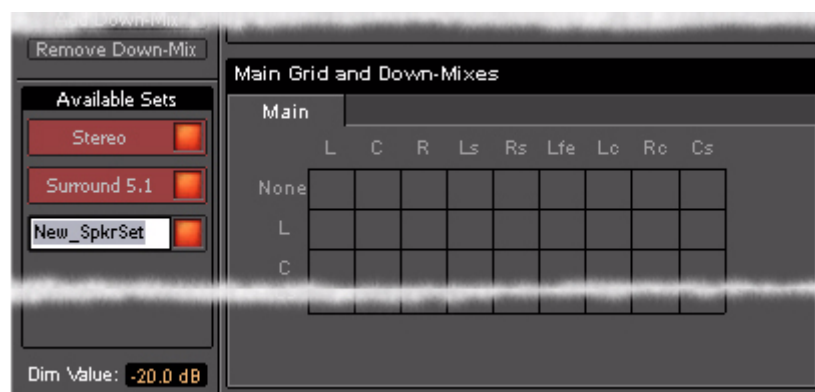 Remove Down-Mix
Available Sets
Stereo
Surround 5.1
New_SpkrSet
Dim Value: -20.0 dB
Main Grid and Down-Mixes
Main
L C R Ls Rs Lfe Lc Rc Cs
None
L
C